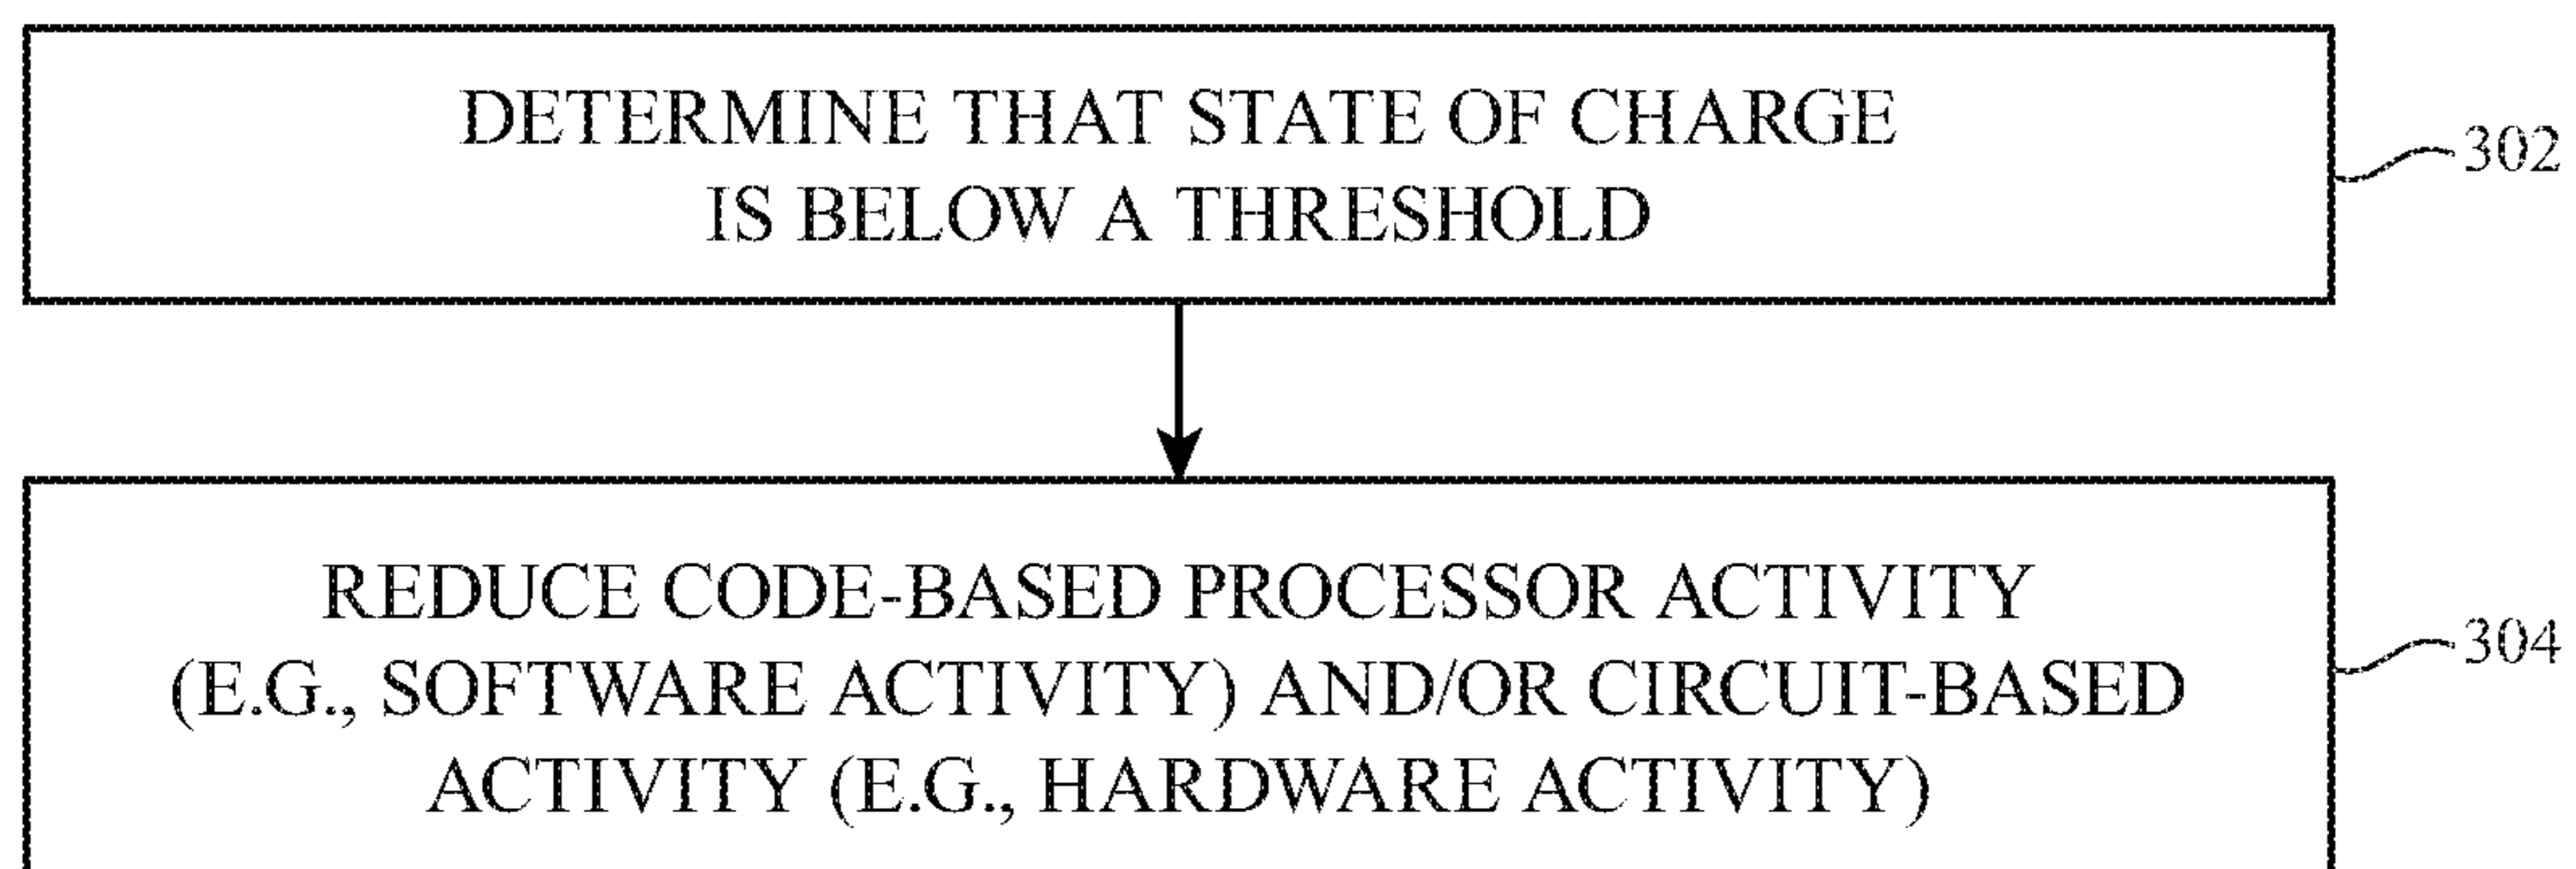 DETERMINE THAT STATE OF CHARGE
IS BELOW A THRESHOLD
302
REDUCE CODE-BASED PROCESSOR ACTIVITY
(E.G., SOFTWARE ACTIVITY) AND/OR CIRCUIT-BASED
ACTIVITY (E.G., HARDWARE ACTIVITY)
304